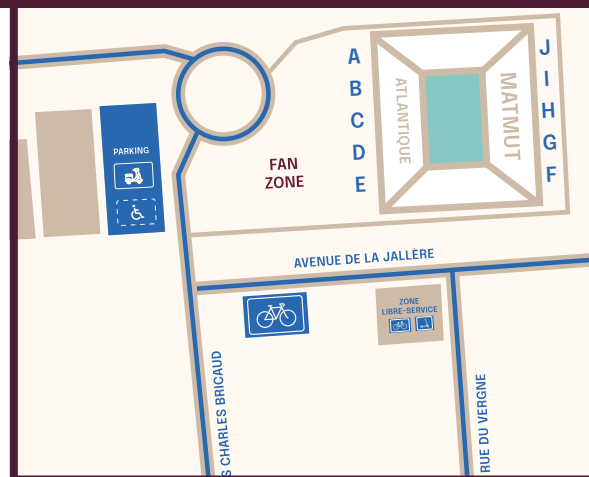 A
B
C
D
E
ATLANTIQUE
MATMUT
J
I
H
G
F
PARKING
FAN
ZONE
AVENUE DE LA JALLÈRE
ZONE
LIBRE-SERVICE
S CHARLES BRICAUD
RUE DU VERGNE